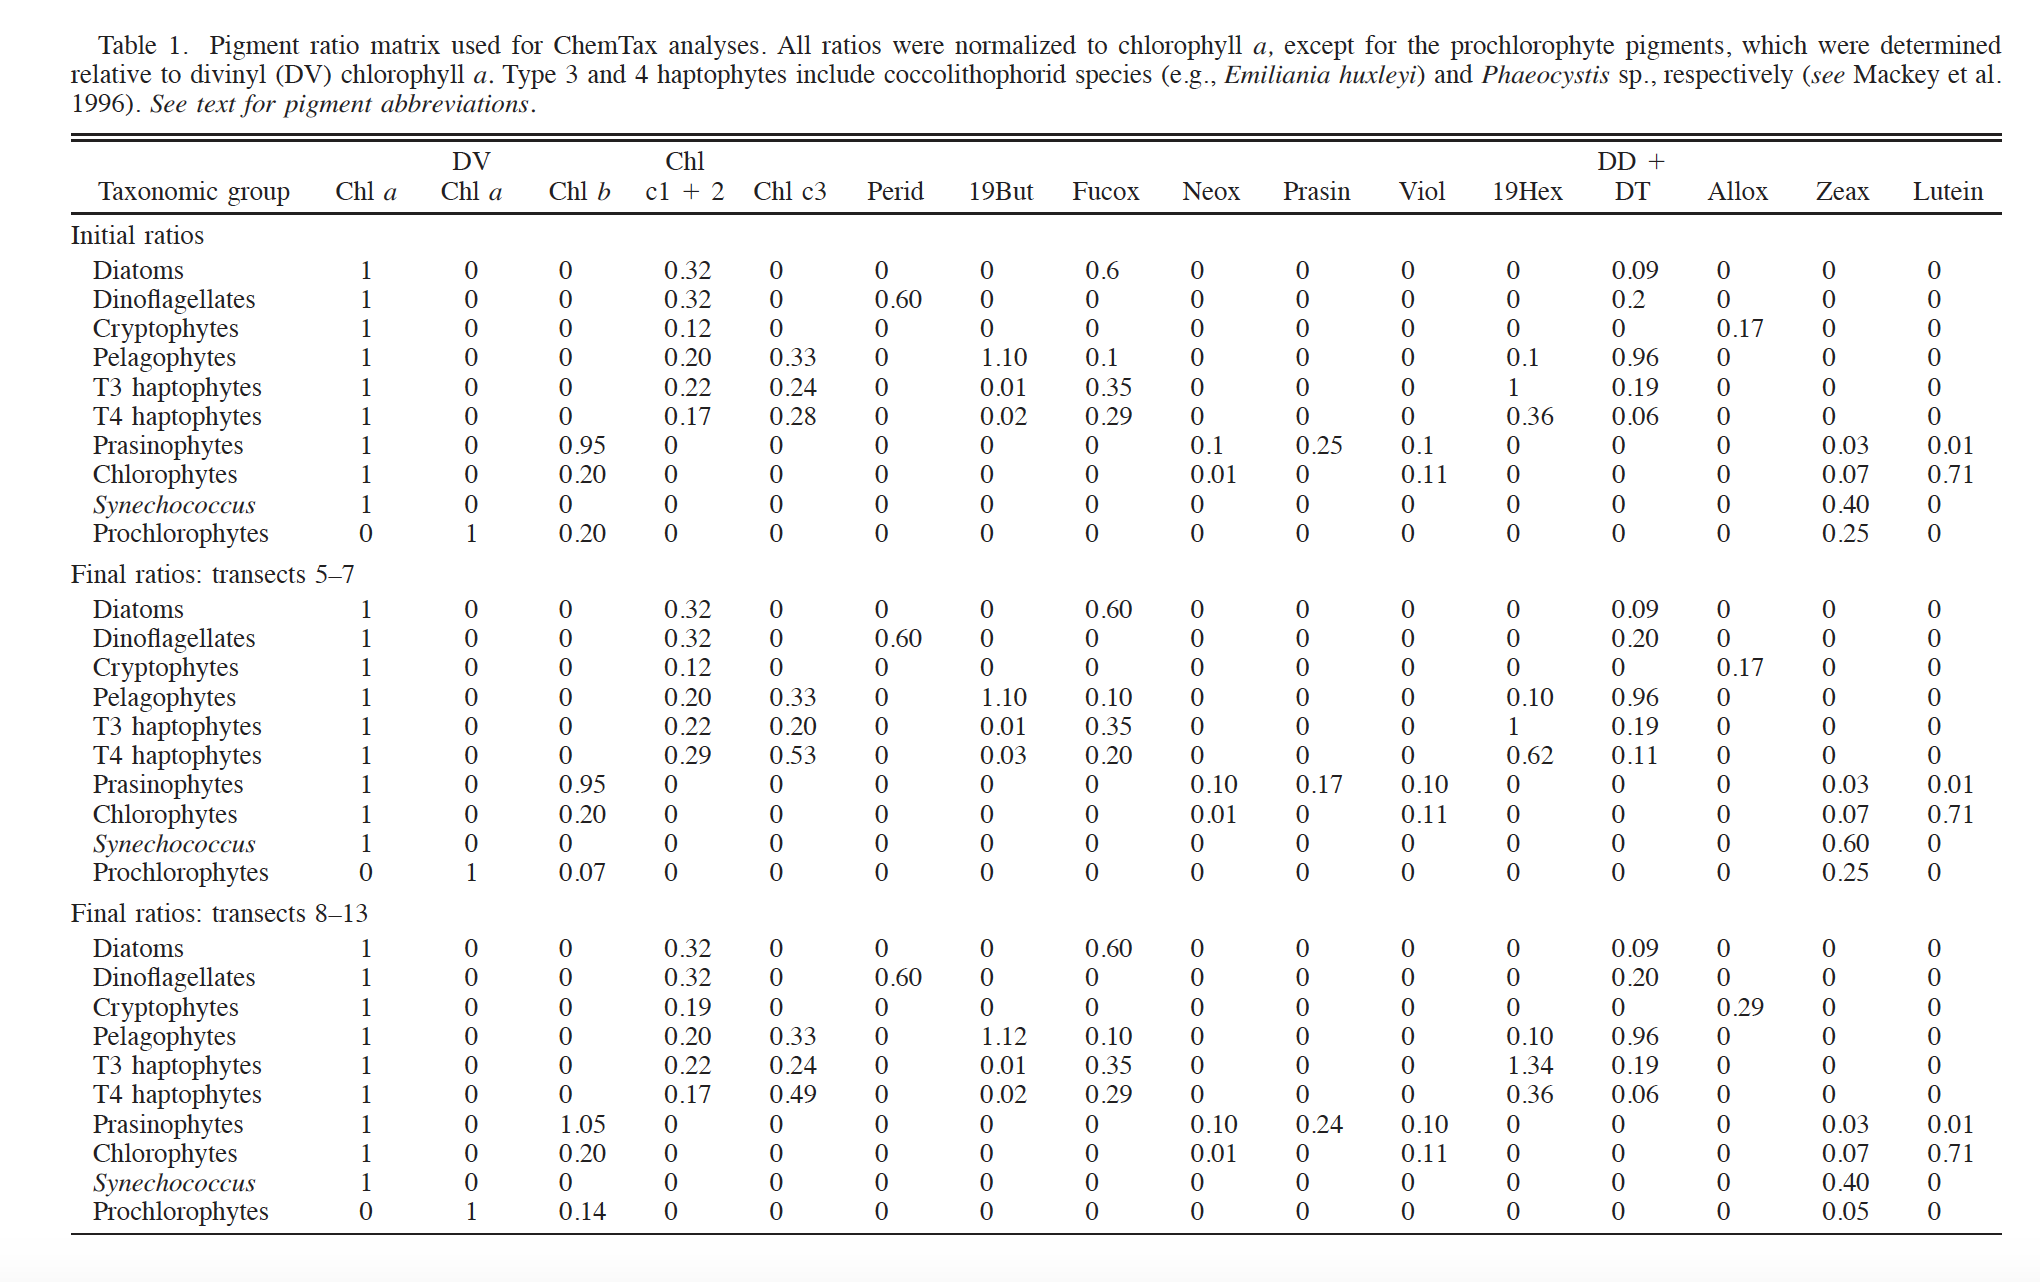 Table 1. Pigment ratio matrix used for ChemTax analyses. All ratios were normalized to chlorophyll a, except for the prochlorophyte pigments, which were determined
relative to divinyl (DV) chlorophyll a. Type 3 and 4 haptophytes include coccolithophorid species (e.g., Emiliania huxleyi) and Phaeocystis sp., respectively (see Mackey et al.
1996). See text for pigment abbreviations.
DV Chl DD +
Taxonomic group Chl a Chl a Chl b c1 + 2 Chl c3 Perid 19But Fucox Neox Prasin Viol 19Hex DT Allox Zeax Lutein
Initial ratios
Diatoms 1 0 0 0.32 0 0 0 0.6 0 0 0 0 0.09 0 0 0
Dinoflagellates 1 0 0 0.32 0 0.60 0 0 0 0 0 0 0.2 0 0 0
Cryptophytes 1 0 0 0.12 0 0 0 0 0 0 0 0 0 0.17 0 0
Pelagophytes 1 0 0 0.20 0.33 0 1.10 0.1 0 0 0 0.1 0.96 0 0 0
T3 haptophytes 1 0 0 0.22 0.24 0 0.01 0.35 0 0 0 1 0.19 0 0 0
T4 haptophytes 1 0 0 0.17 0.28 0 0.02 0.29 0 0 0 0.36 0.06 0 0 0
Prasinophytes 1 0 0.95 0 0 0 0 0 0.1 0.25 0.1 0 0 0 0.03 0.01
Chlorophytes 1 0 0.20 0 0 0 0 0 0.01 0 0.11 0 0 0 0.07 0.71
Synechococcus 1 0 0 0 0 0 0 0 0 0 0 0 0 0 0.40 0
Prochlorophytes 0 1 0.20 0 0 0 0 0 0 0 0 0 0 0 0.25 0
Final ratios: transects 5–7
Diatoms 1 0 0 0.32 0 0 0 0.60 0 0 0 0 0.09 0 0 0
Dinoflagellates 1 0 0 0.32 0 0.60 0 0 0 0 0 0 0.20 0 0 0
Cryptophytes 1 0 0 0.12 0 0 0 0 0 0 0 0 0 0.17 0 0
Pelagophytes 1 0 0 0.20 0.33 0 1.10 0.10 0 0 0 0.10 0.96 0 0 0
T3 haptophytes 1 0 0 0.22 0.20 0 0.01 0.35 0 0 0 1 0.19 0 0 0
T4 haptophytes 1 0 0 0.29 0.53 0 0.03 0.20 0 0 0 0.62 0.11 0 0 0
Prasinophytes 1 0 0.95 0 0 0 0 0 0.10 0.17 0.10 0 0 0 0.03 0.01
Chlorophytes 1 0 0.20 0 0 0 0 0 0.01 0 0.11 0 0 0 0.07 0.71
Synechococcus 1 0 0 0 0 0 0 0 0 0 0 0 0 0 0.60 0
Prochlorophytes 0 1 0.07 0 0 0 0 0 0 0 0 0 0 0 0.25 0
Final ratios: transects 8–13
Diatoms 1 0 0 0.32 0 0 0 0.60 0 0 0 0 0.09 0 0 0
Dinoflagellates 1 0 0 0.32 0 0.60 0 0 0 0 0 0 0.20 0 0 0
Cryptophytes 1 0 0 0.19 0 0 0 0 0 0 0 0 0 0.29 0 0
Pelagophytes 1 0 0 0.20 0.33 0 1.12 0.10 0 0 0 0.10 0.96 0 0 0
T3 haptophytes 1 0 0 0.22 0.24 0 0.01 0.35 0 0 0 1.34 0.19 0 0 0
T4 haptophytes 1 0 0 0.17 0.49 0 0.02 0.29 0 0 0 0.36 0.06 0 0 0
Prasinophytes 1 0 1.05 0 0 0 0 0 0.10 0.24 0.10 0 0 0 0.03 0.01
Chlorophytes 1 0 0.20 0 0 0 0 0 0.01 0 0.11 0 0 0 0.07 0.71
Synechococcus 1 0 0 0 0 0 0 0 0 0 0 0 0 0 0.40 0
Prochlorophytes 0 1 0.14 0 0 0 0 0 0 0 0 0 0 0 0.05 0